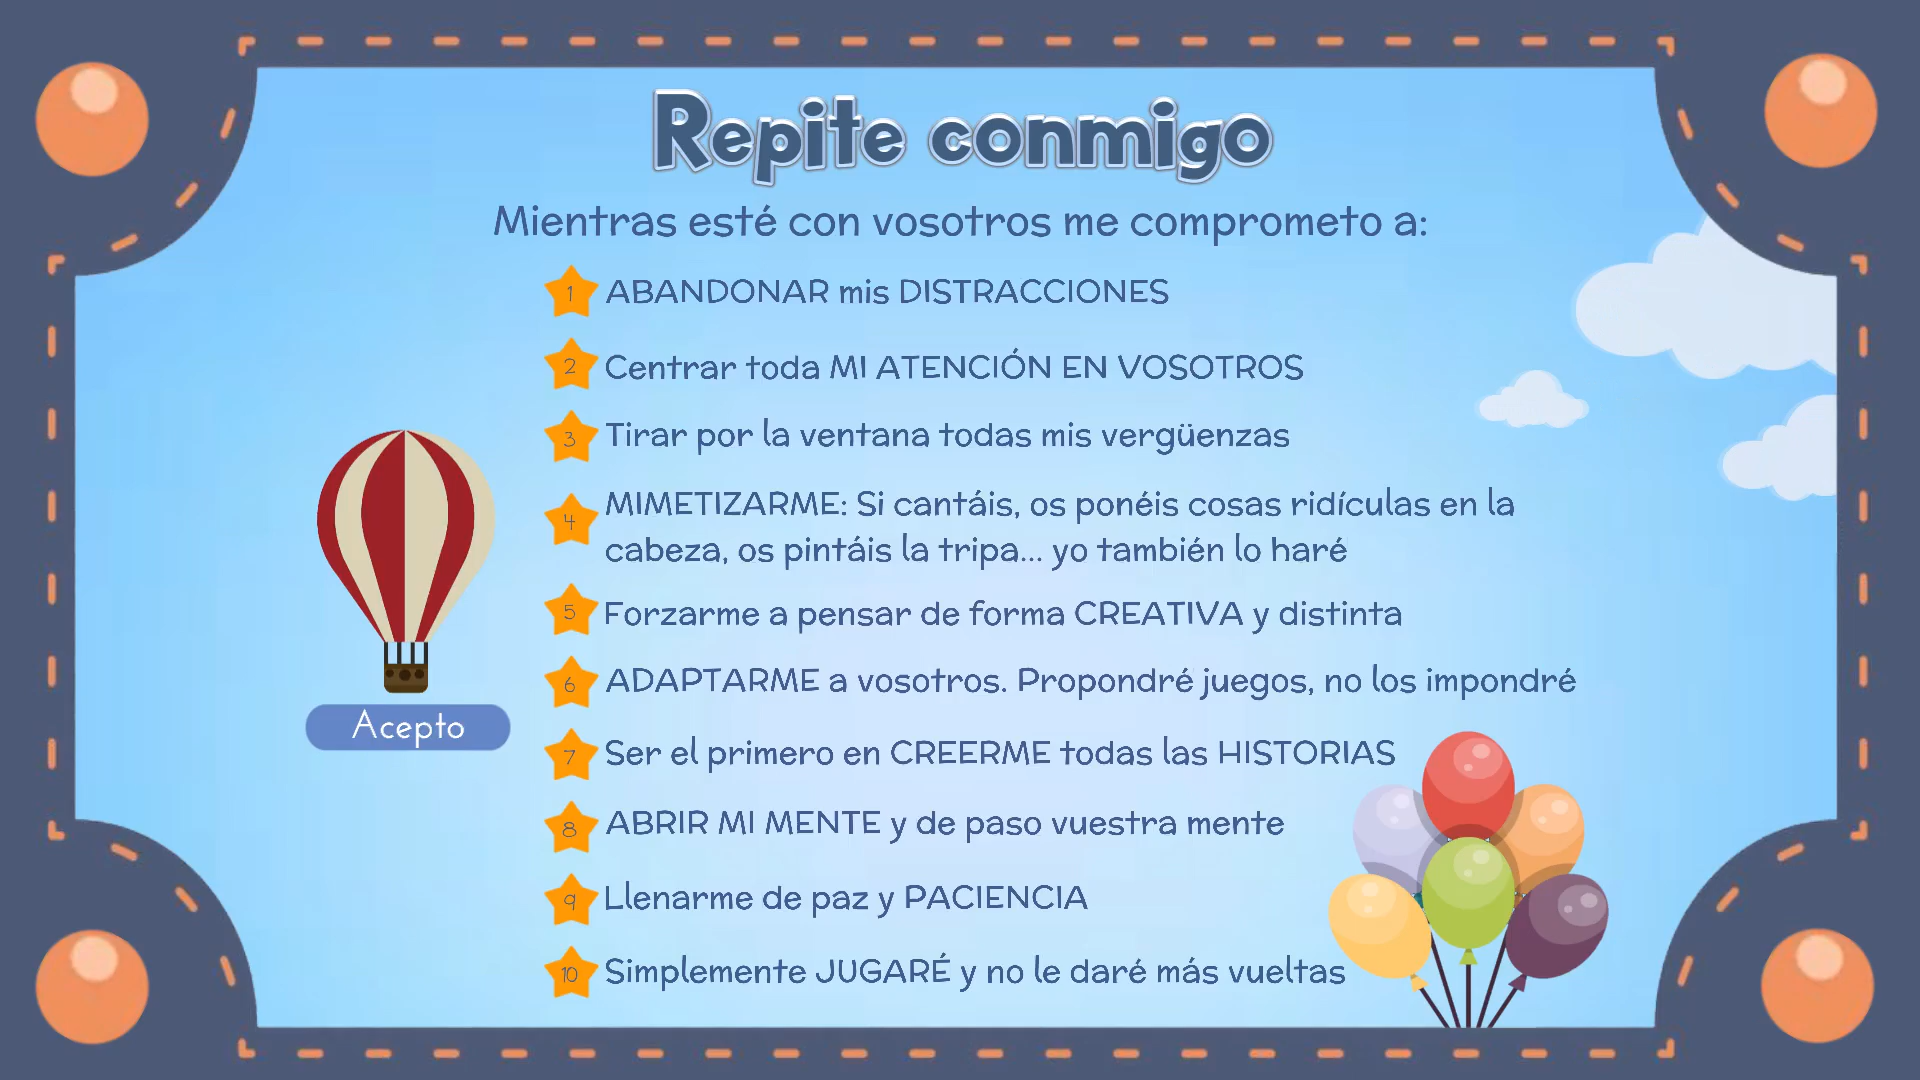 Repite conmigo
Mientras esté con vosotros me comprometo a:
1 ABANDONAR mis DISTRACCIONES
2 Centrar toda MI ATENCIÓN EN VOSOTROS
3 Tirar por la ventana todas mis vergüenzas
4 MIMETIZARME: Si cantáis, os ponéis cosas ridículas en la
cabeza, os pintáis la tripa... yo también lo haré
5 Forzarme a pensar de forma CREATIVA y distinta
6 ADAPTARME a vosotros. Propondré juegos, no los impondré
Acepto
7 Ser el primero en CREERME todas las HISTORIAS
8 ABRIR MI MENTE y de paso vuestra mente
9 Llenarme de paz y PACIENCIA
10 Simplemente JUGARÉ y no le daré más vueltas